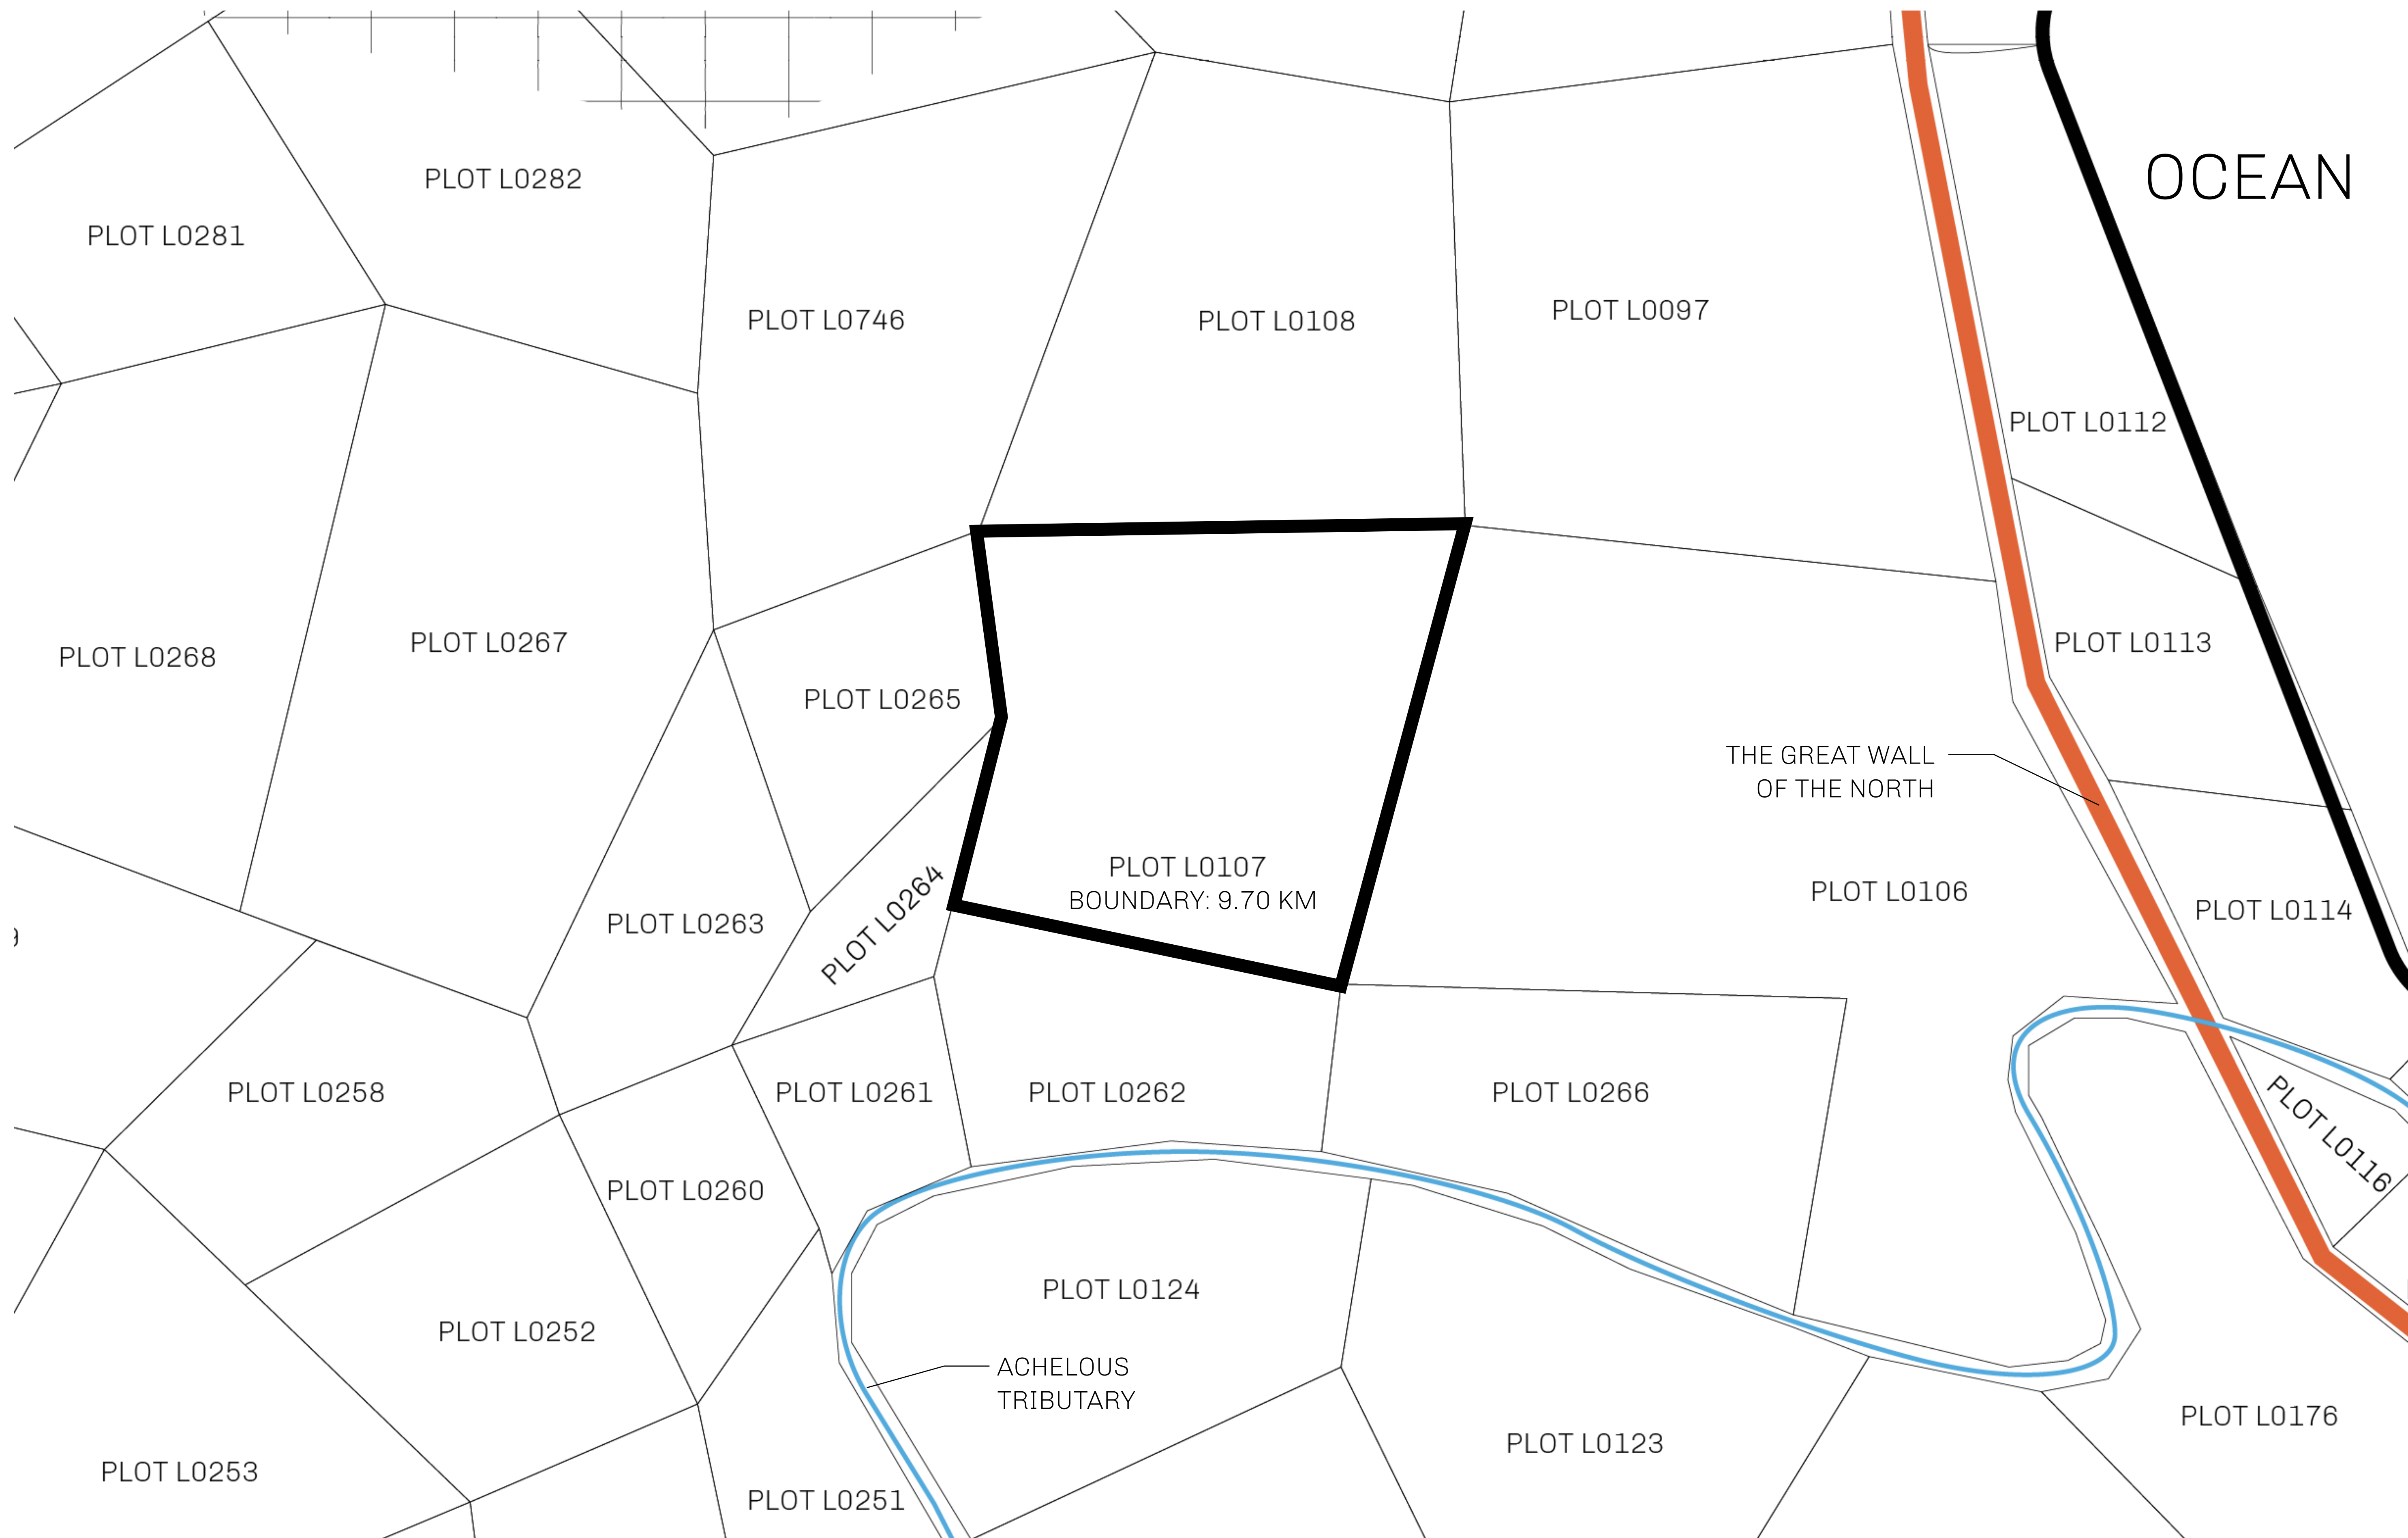 OCEAN
PLOT L0282
PLOT L0281
PLOT L0746
PLOT L0108
PLOT L0097
PLOT L0112
PLOT L0268
PLOT L0267
PLOT L0265
PLOT L0113
THE GREAT WALL
OF THE NORTH
PLOT L0107
BOUNDARY: 9.70 KM
PLOT L0106
PLOT L0114
PLOT L0263
PLOT L0264
9
PLOT L0258
PLOT L0261
PLOT L0262
PLOT L0266
PLOT L0116
PLOT L0260
PLOT L0124
PLOT L0252
ACHELOUS
TRIBUTARY
PLOT L0176
PLOT L0123
PLOT L0253
PLOT L0251